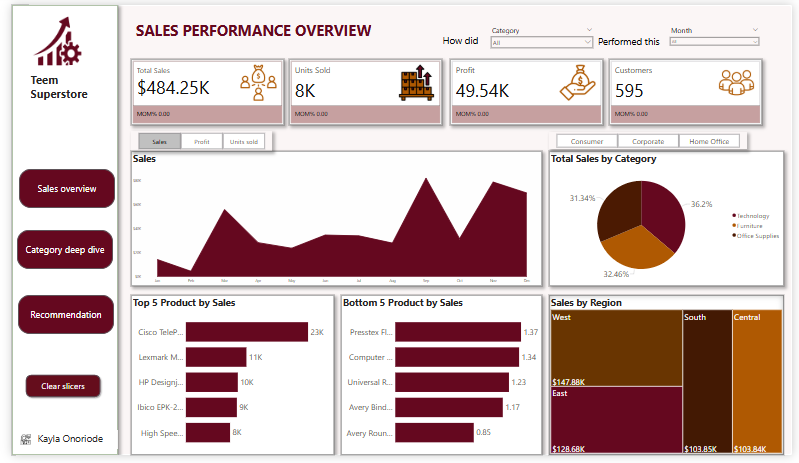 SALES PERFORMANCE OVERVIEW
How did
Category
All
Performed this
Month
All
Teem
Superstore
Total Sales
$484.25K
MOM% 0.00
Units Sold
8K
MOM% 0.00
Profit
49.54K
MOM% 0.00
Customers
595
MOM% 0.00
Sales
Profit
Units sold
Consumer
Corporate
Home Office
Sales overview
Category deep dive
Recommendation
Clear slicers
Kayla Onoriode
Sales
$0K
Jan
Feb
Mar
Apr
May
Jun
Jul
Aug
Sep
Oct
Nov
Dec
Total Sales by Category
31.34%
36.2%
32.46%
Technology
Furniture
Office Supplies
Top 5 Product by Sales
Cisco TeleP...
23K
Lexmark M...
11K
HP Designj...
10K
Ibico EPK-2...
9K
High Spee...
8K
Bottom 5 Product by Sales
Presstex Fl...
1.37
Computer ...
1.34
Universal R...
1.23
Avery Bind...
1.17
Avery Roun...
0.85
Sales by Region
West
$147.88K
East
$128.68K
South
$103.85K
Central
$103.84K